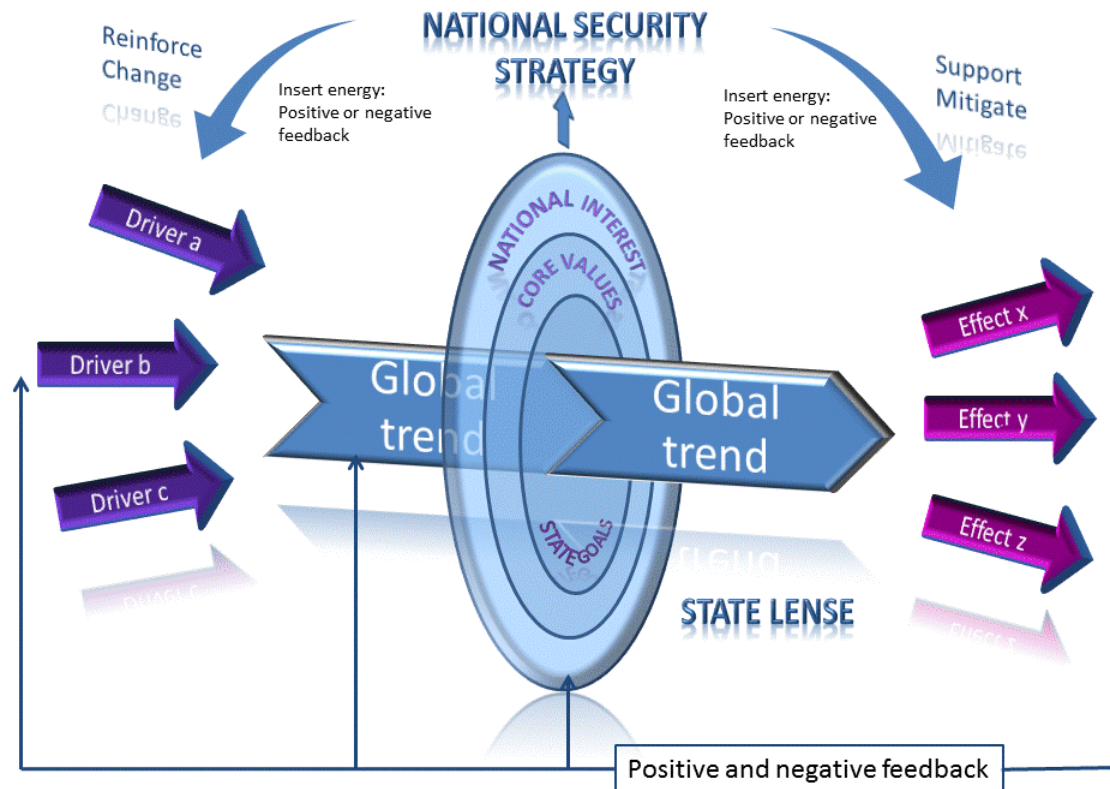 NATIONAL SECURITY
STRATEGY
Reinforce
Change
Insert energy:
Positive or negative
feedback
Insert energy:
Positive or negative
feedback
Support
Mitigate
Driver a
Driver b
Driver c
NATIONAL INTEREST
CORE VALUES
Global
trend
Global
trend
STATE GOALS
Effect x
Effect y
Effect z
STATE LENSE
Positive and negative feedback